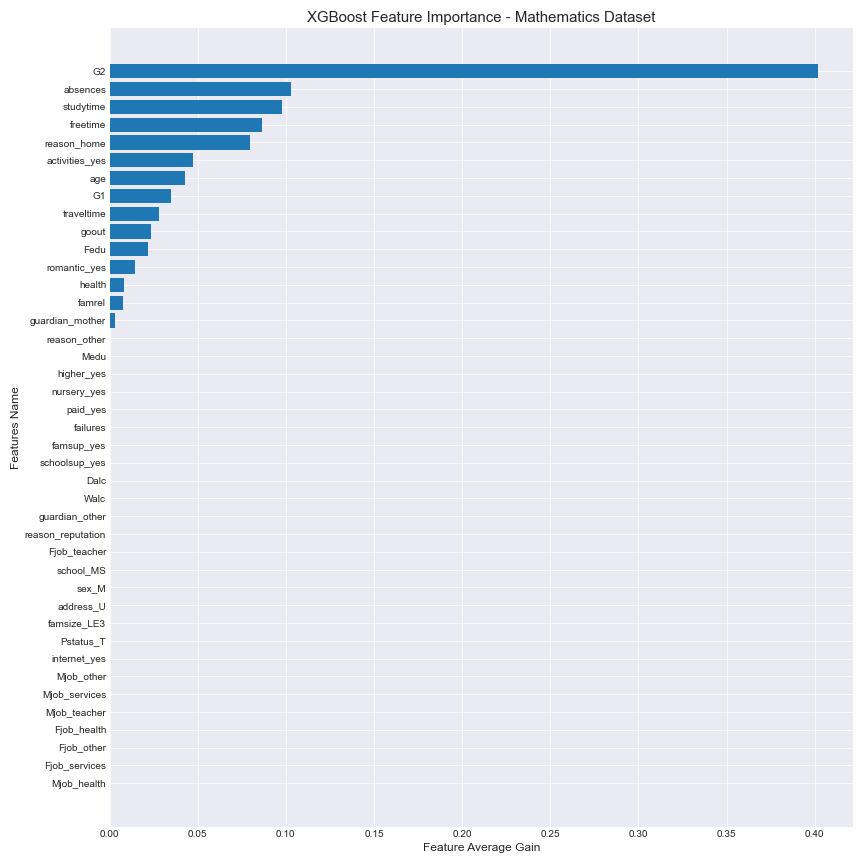 XGBoost Feature Importance - Mathematics Dataset
Features Name
G2
absences
studytime
freetime
reason_home
activities_yes
age
G1
traveltime
goout
Fedu
romantic_yes
health
famrel
guardian_mother
reason_other
Medu
higher_yes
nursery_yes
paid_yes
failures
famsup_yes
schoolsup_yes
Dalc
Walc
guardian_other
reason_reputation
Fjob_teacher
school_MS
sex_M
address_U
famsize_LE3
Pstatus_T
internet_yes
Mjob_other
Mjob_services
Mjob_teacher
Fjob_health
Fjob_other
Fjob_services
Mjob_health
0.00 0.05 0.10 0.15 0.20 0.25 0.30 0.35 0.40
Feature Average Gain